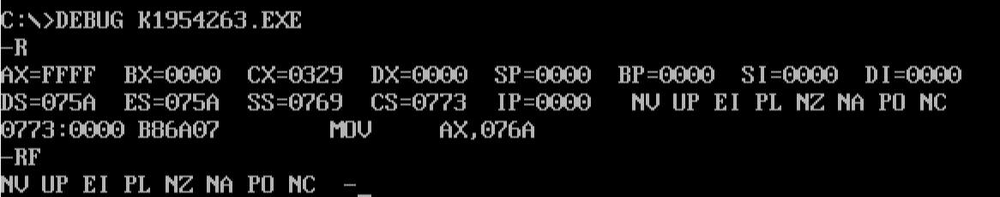 C:\>DEBUG K1954263.EXE
-R
AX=FFFF  BX=0000  CX=0329  DX=0000  SP=0000  BP=0000  SI=0000  DI=0000
DS=075A  ES=075A  SS=0769  CS=0773  IP=0000   NV UP EI PL NZ NA PO NC
0773:0000 B86A07        MOV     AX,076A
-RF
NV UP EI PL NZ NA PO NC  -_